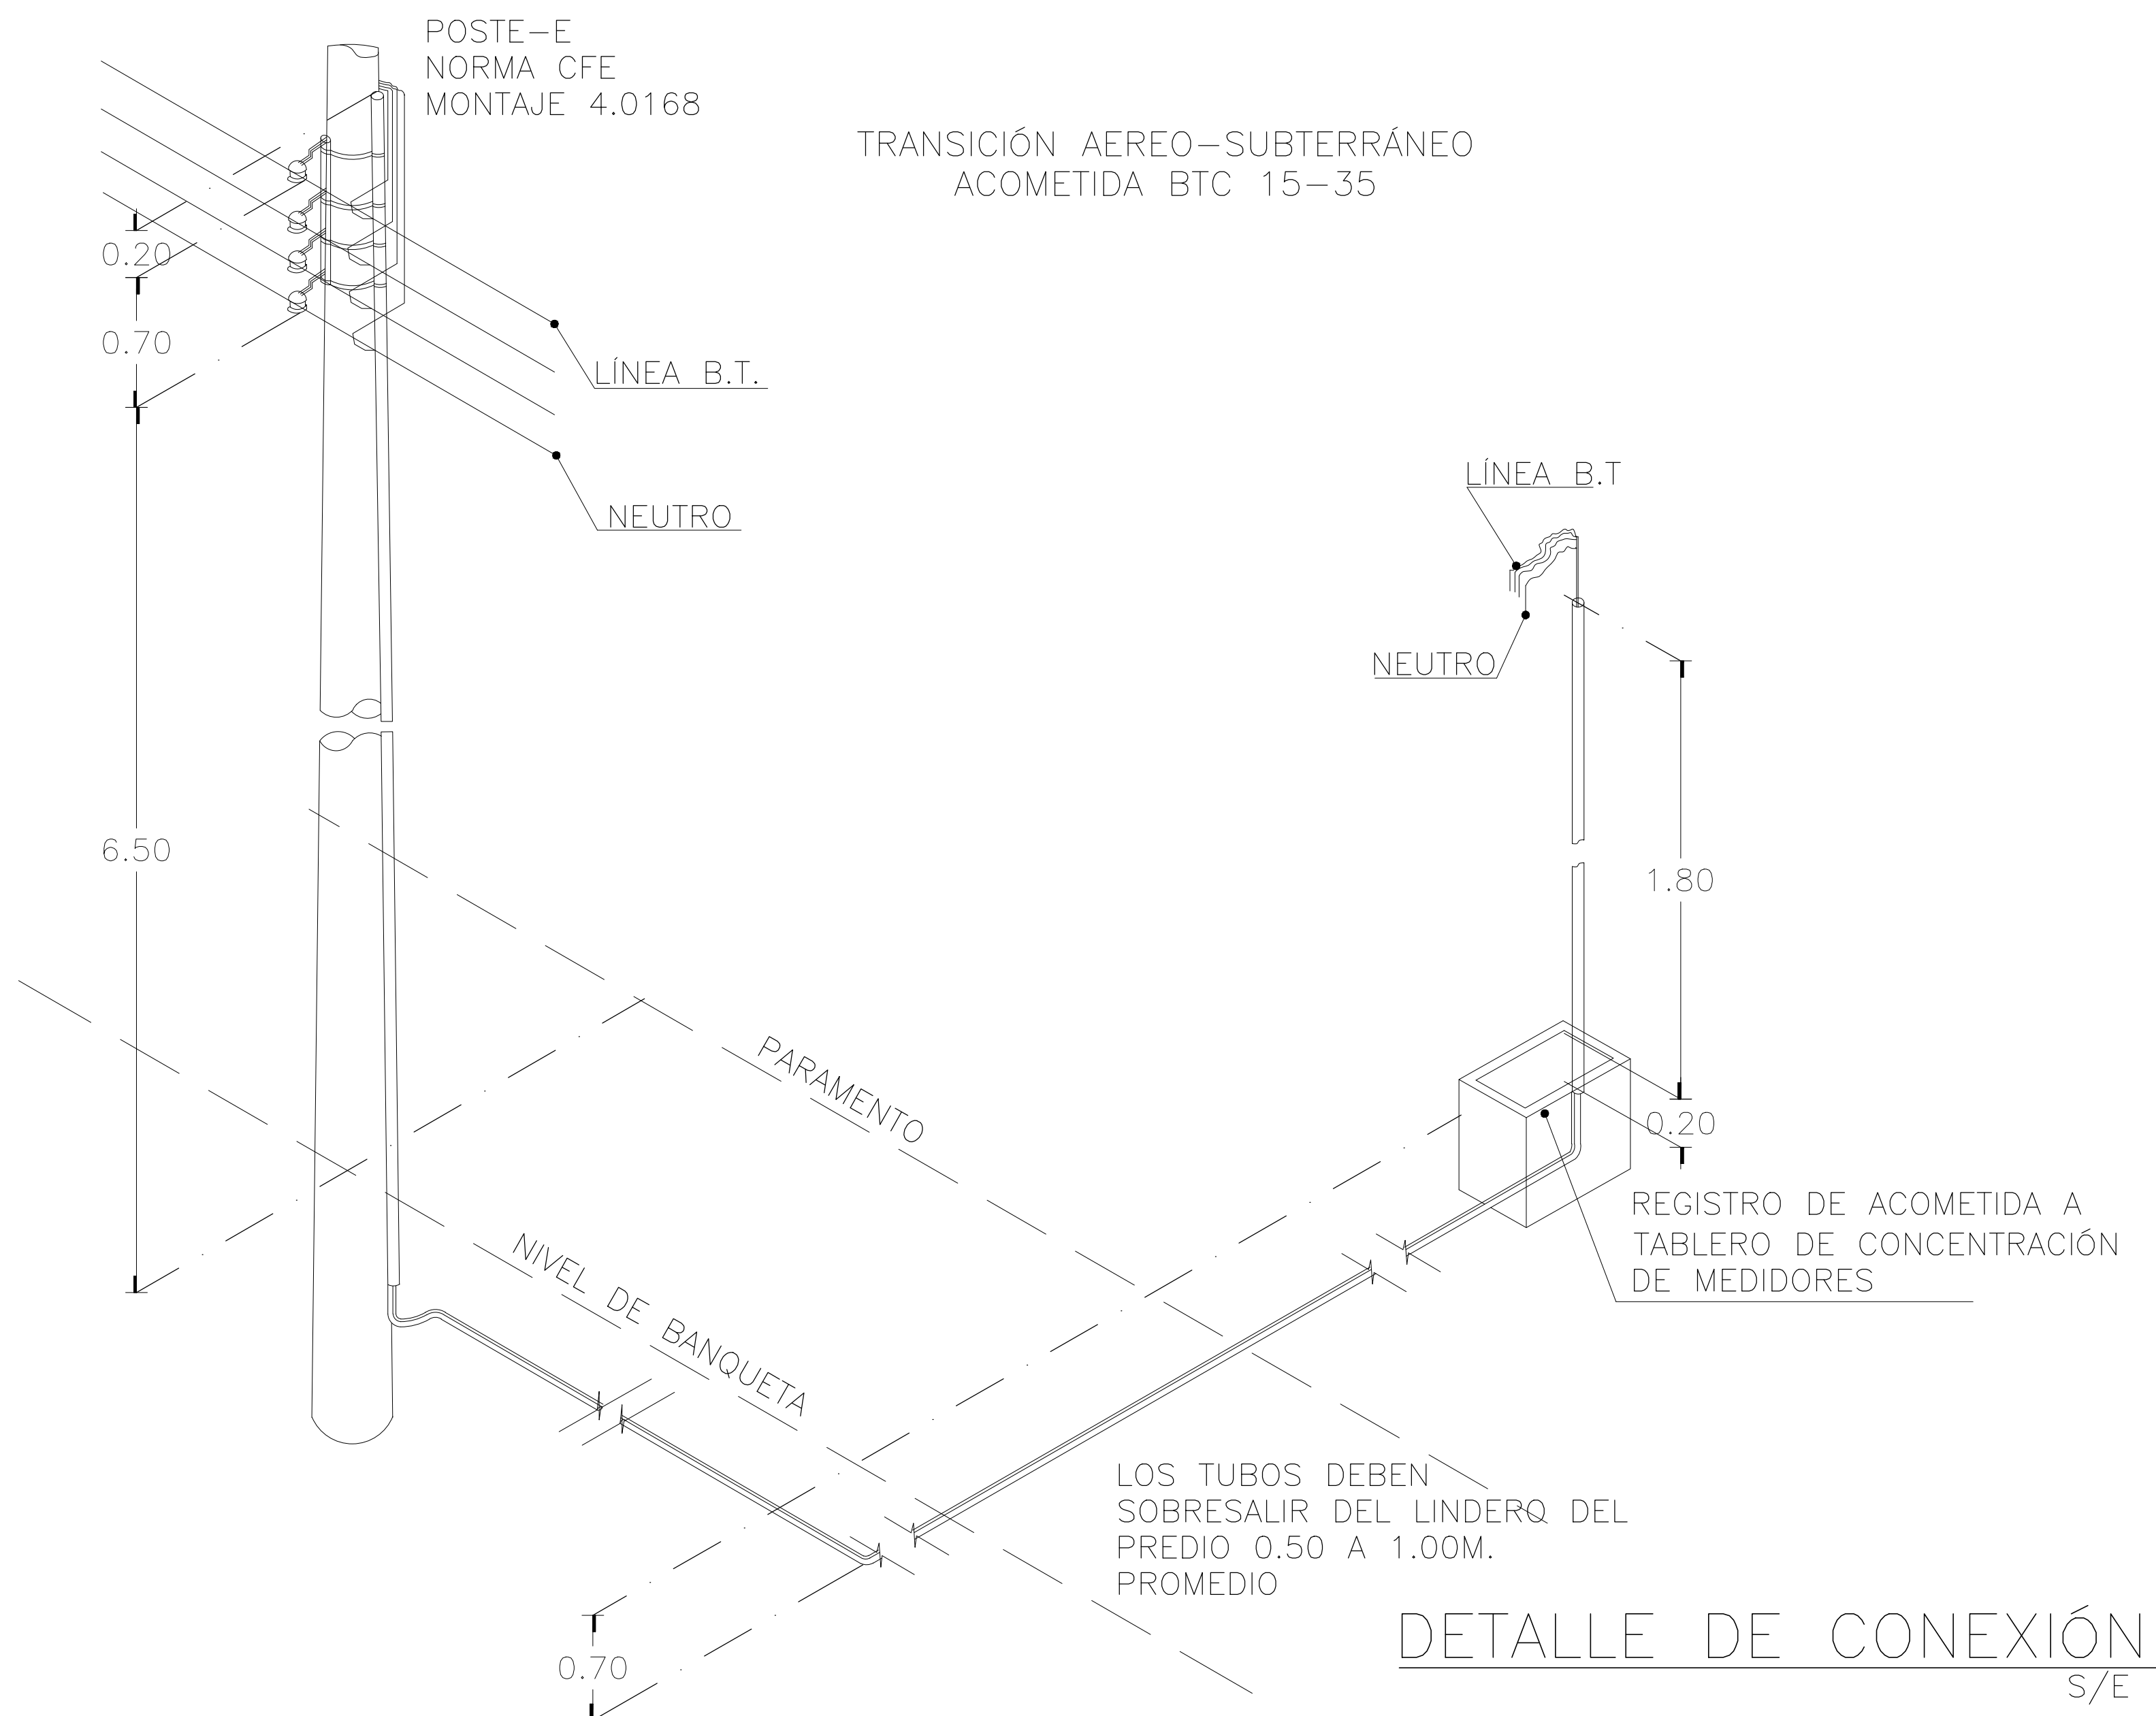 POSTE-E
NORMA CFE
MONTAJE 4.0168
TRANSICIÓN AEREO-SUBTERRÁNEO
ACOMETIDA BTC 15-35
0.20
0.70
LÍNEA B.T.
NEUTRO
LÍNEA B.T
NEUTRO
6.50
1.80
PARAMENTO
0.20
NIVEL DE BANQUETA
REGISTRO DE ACOMETIDA A
TABLERO DE CONCENTRACIÓN
DE MEDIDORES
LOS TUBOS DEBEN
SOBRESALIR DEL LINDERO DEL
PREDIO 0.50 A 1.00M.
PROMEDIO
0.70
DETALLE DE CONEXIÓN
S/E